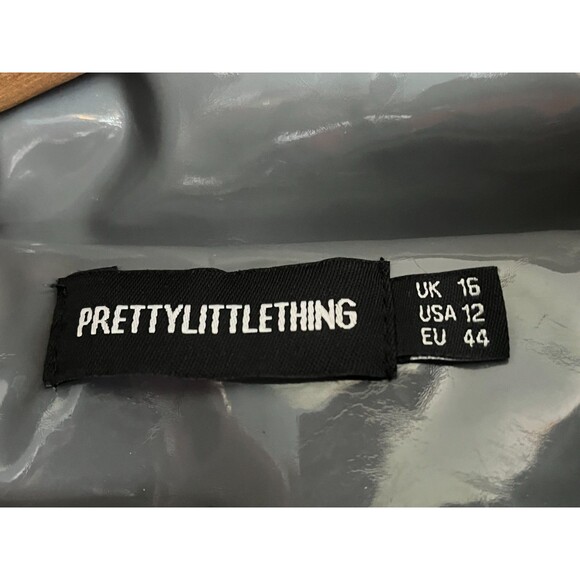 PRETTYLITTLETHING
UK 16
USA 12
EU 44